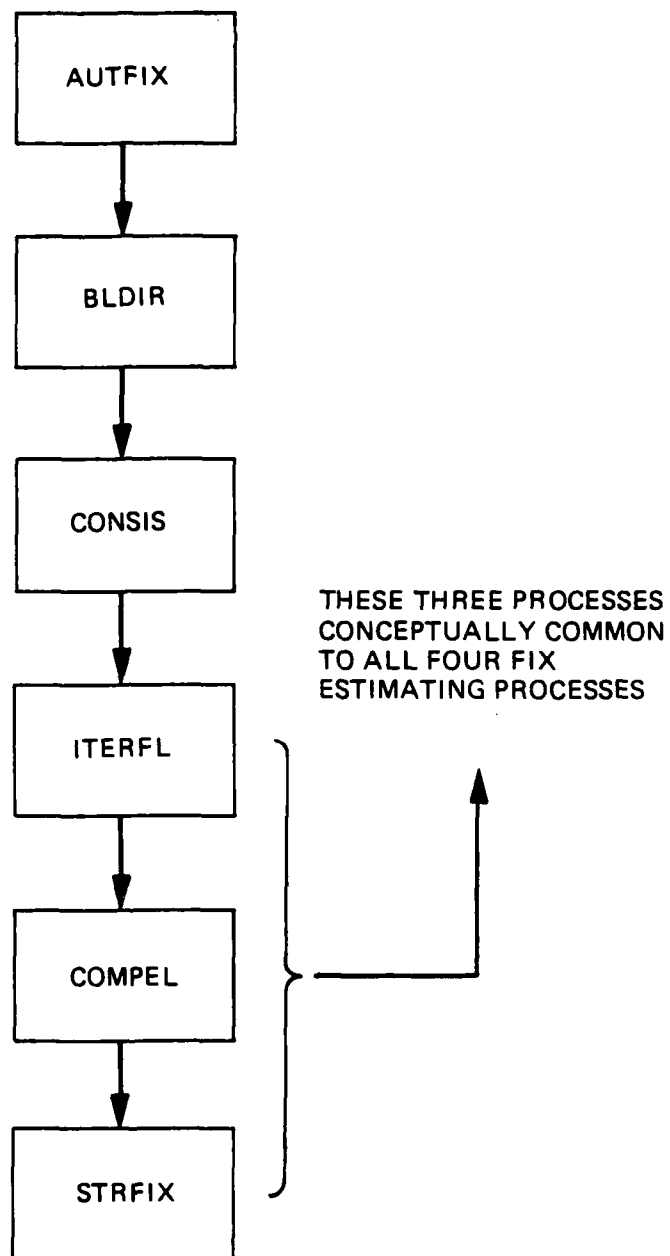 AUTFIX
BLDIR
CONSIS
THESE THREE PROCESSES
CONCEPTUALLY COMMON
TO ALL FOUR FIX
ESTIMATING PROCESSES
ITERFL
COMPEL
STRFIX